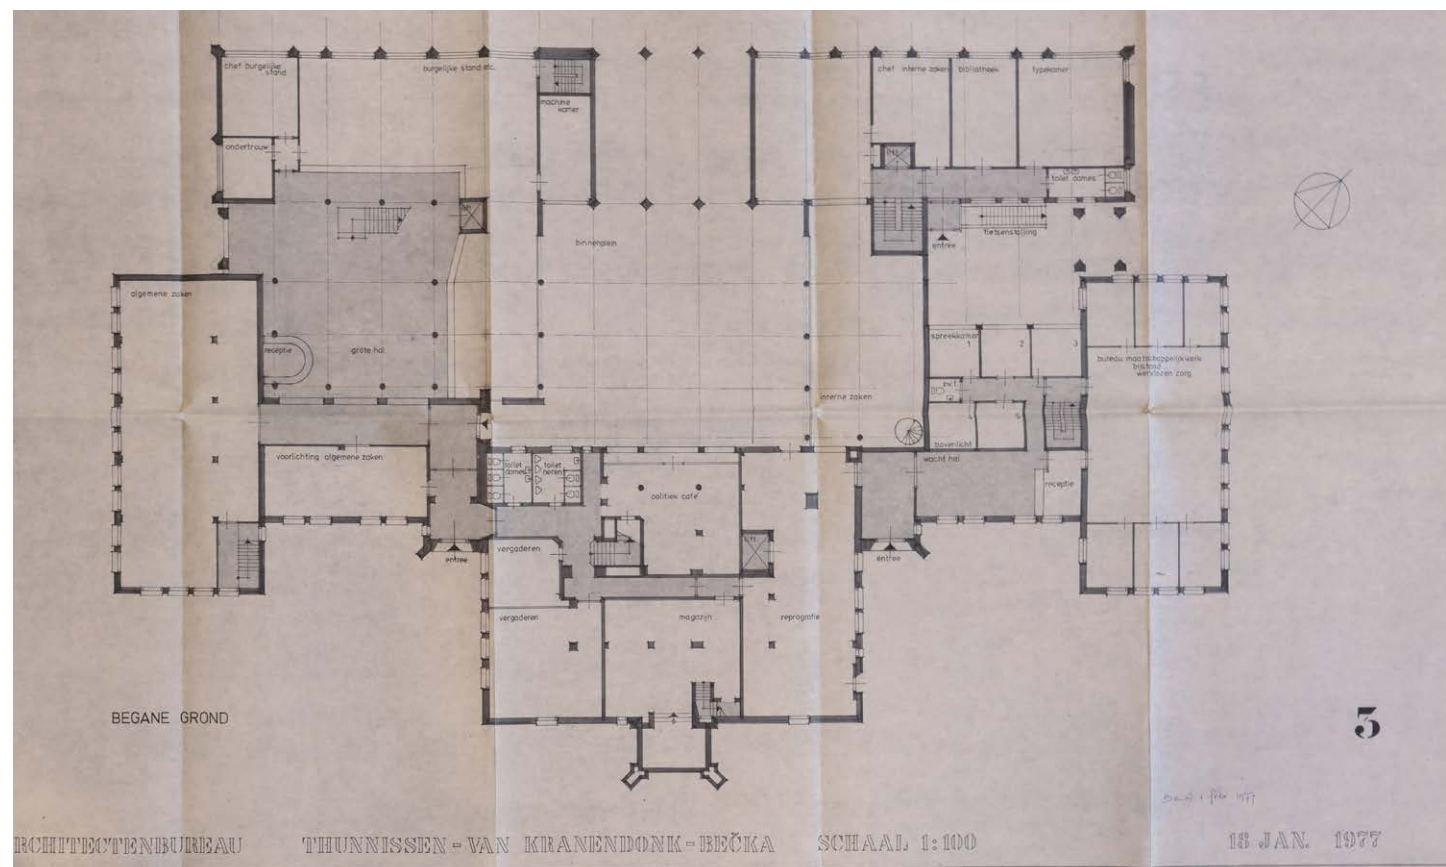 chef burgelijke
stand
burgelijke stand etc.
machine
kamer
chef interne zaken
bibliotheek
typekamer
ondertrouw
lift
toilet dames
lift
binnenplein
entree
fietsenstalling
algemene zaken
receptie
grote hal
spreekkamer
1
2
3
bureau maatschappelijk werk
bijstand
werklozen zorg
interne zaken
bovenlicht
voorlichting algemene zaken
toilet
dames
toilet
heren
politiek café
wacht hal
receptie
vergaderen
lift
entree
entree
vergaderen
magazijn
reprografie
BEGANE GROND
3
RCHITECTENBUREAU THUNNISSEN-VAN KRANENDONK-BEČKA SCHAAL 1:100
18 JAN. 1977